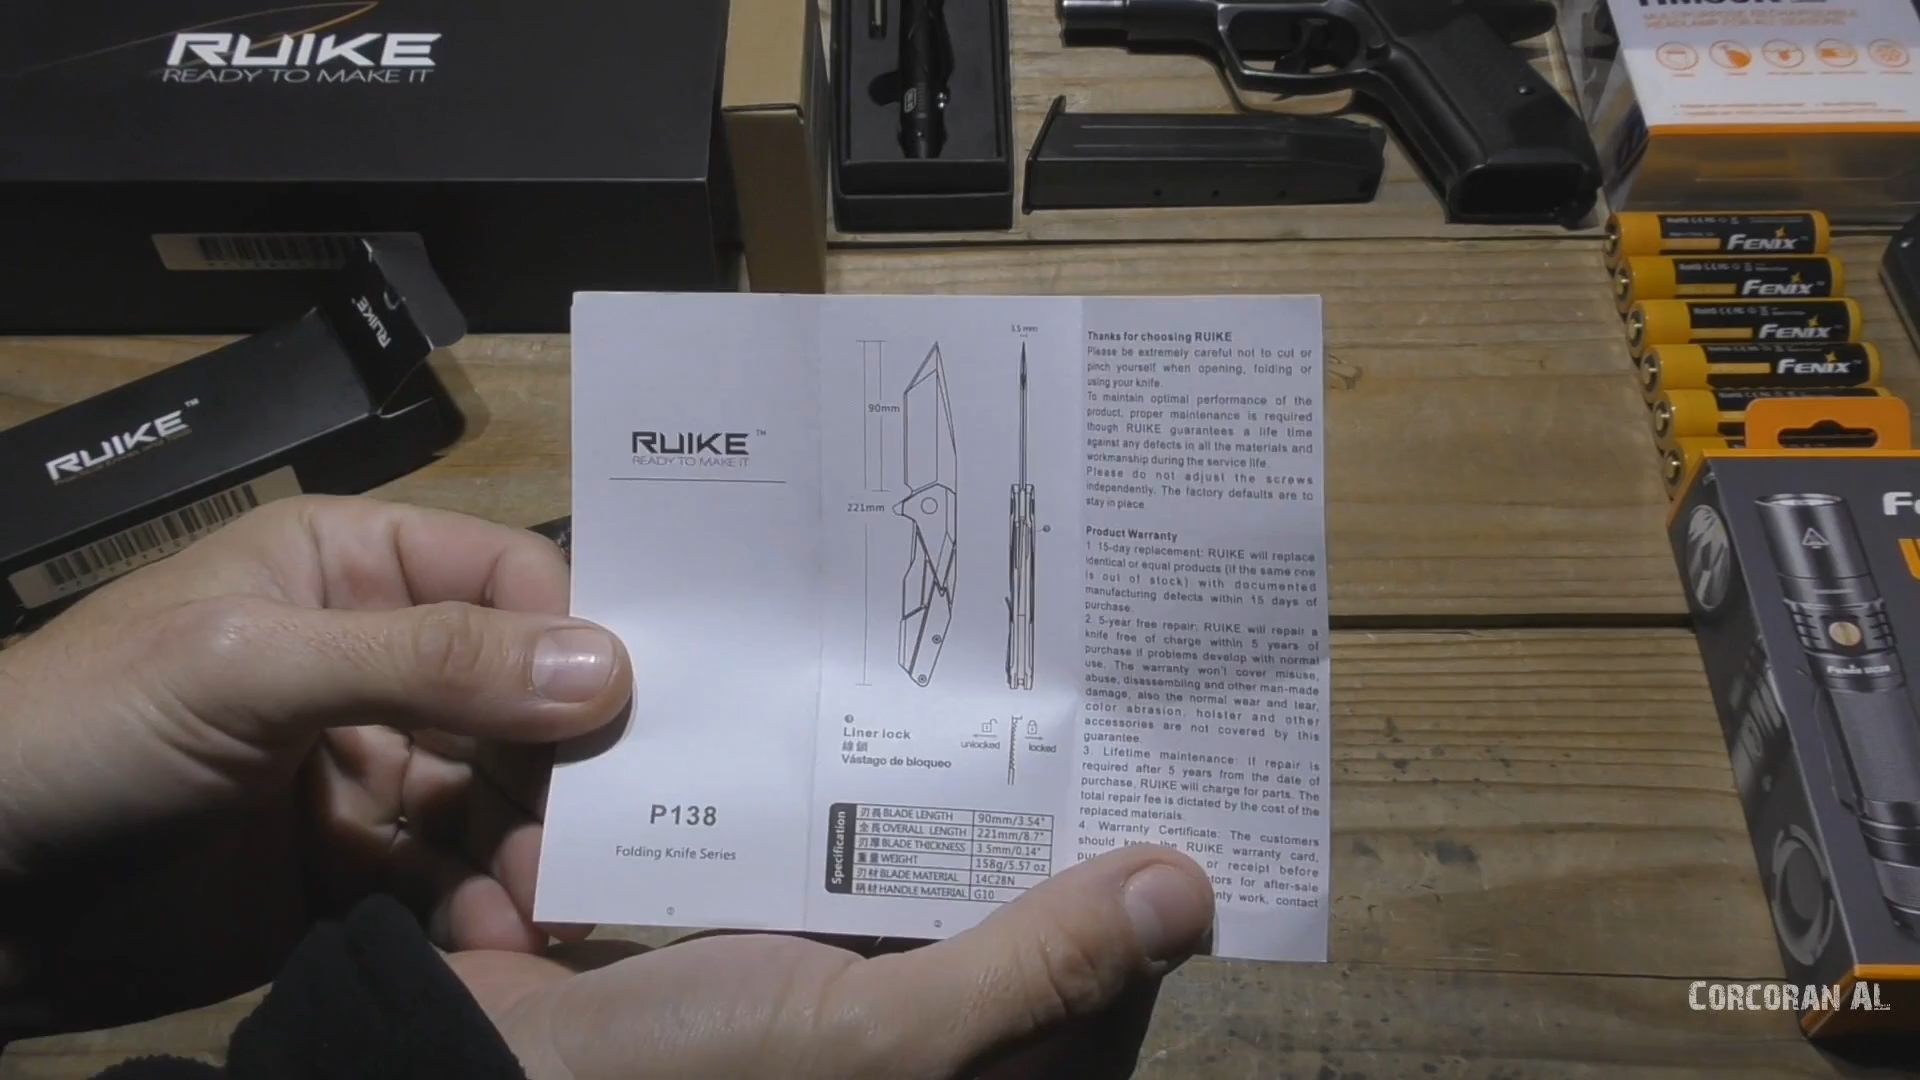 RUIKE
READY TO MAKE IT
RUIKE™
RUIKE
FENIX
FENIX
FENIX
FENIX
Fenix
CORCORAN AL
RUIKE™
READY TO MAKE IT
P138
Folding Knife Series
①
3.5 mm
90mm
221mm
Liner lock
線鎖
Vástago de bloqueo
unlocked
locked
Specification
刃長 BLADE LENGTH 90mm/3.54"
全長 OVERALL LENGTH 221mm/8.7"
刃厚 BLADE THICKNESS 3.5mm/0.14"
重量 WEIGHT 158g/5.57 oz
刃材 BLADE MATERIAL 14C28N
柄材 HANDLE MATERIAL G10
②
Thanks for choosing RUIKE
Please be extremely careful not to cut or
pinch yourself when opening, folding or
using your knife.
To maintain optimal performance of the
product, proper maintenance is required
though RUIKE guarantees a life time
against any defects in all the materials and
workmanship during the service life.
Please do not adjust the screws
independently. The factory defaults are to
stay in place.
Product Warranty
1. 15-day replacement: RUIKE will replace
identical or equal products (if the same one
is out of stock) with documented
manufacturing defects within 15 days of
purchase.
2. 5-year free repair: RUIKE will repair a
knife free of charge within 5 years of
purchase if problems develop with normal
use. The warranty won't cover misuse,
abuse, disassembling and other man-made
damage, also the normal wear and tear,
color abrasion, holster and other
accessories are not covered by this
guarantee.
3. Lifetime maintenance: If repair is
required after 5 years from the date of
purchase, RUIKE will charge for parts. The
total repair fee is dictated by the cost of the
replaced materials.
4. Warranty Certificate: The customers
should keep the RUIKE warranty card,
or receipt before
for after-sale
work, contact